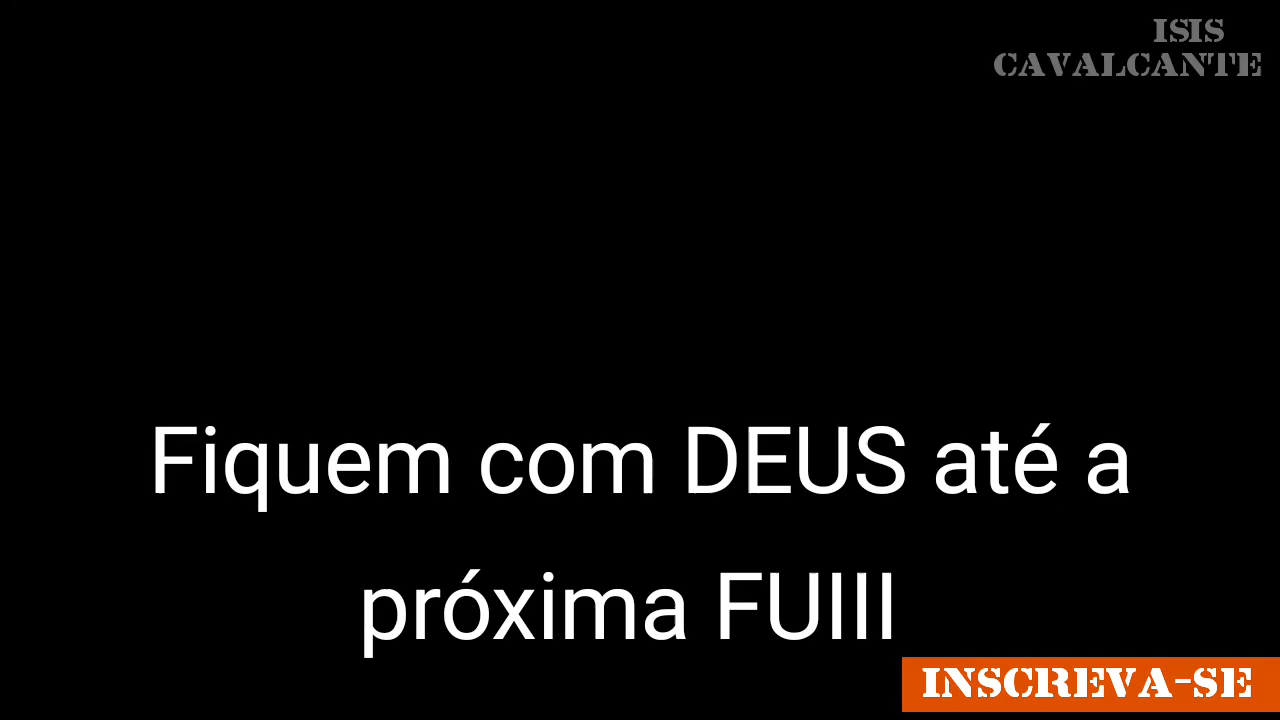 ISIS
CAVALCANTE
Fiquem com DEUS até a
próxima FUIII
INSCREVA-SE